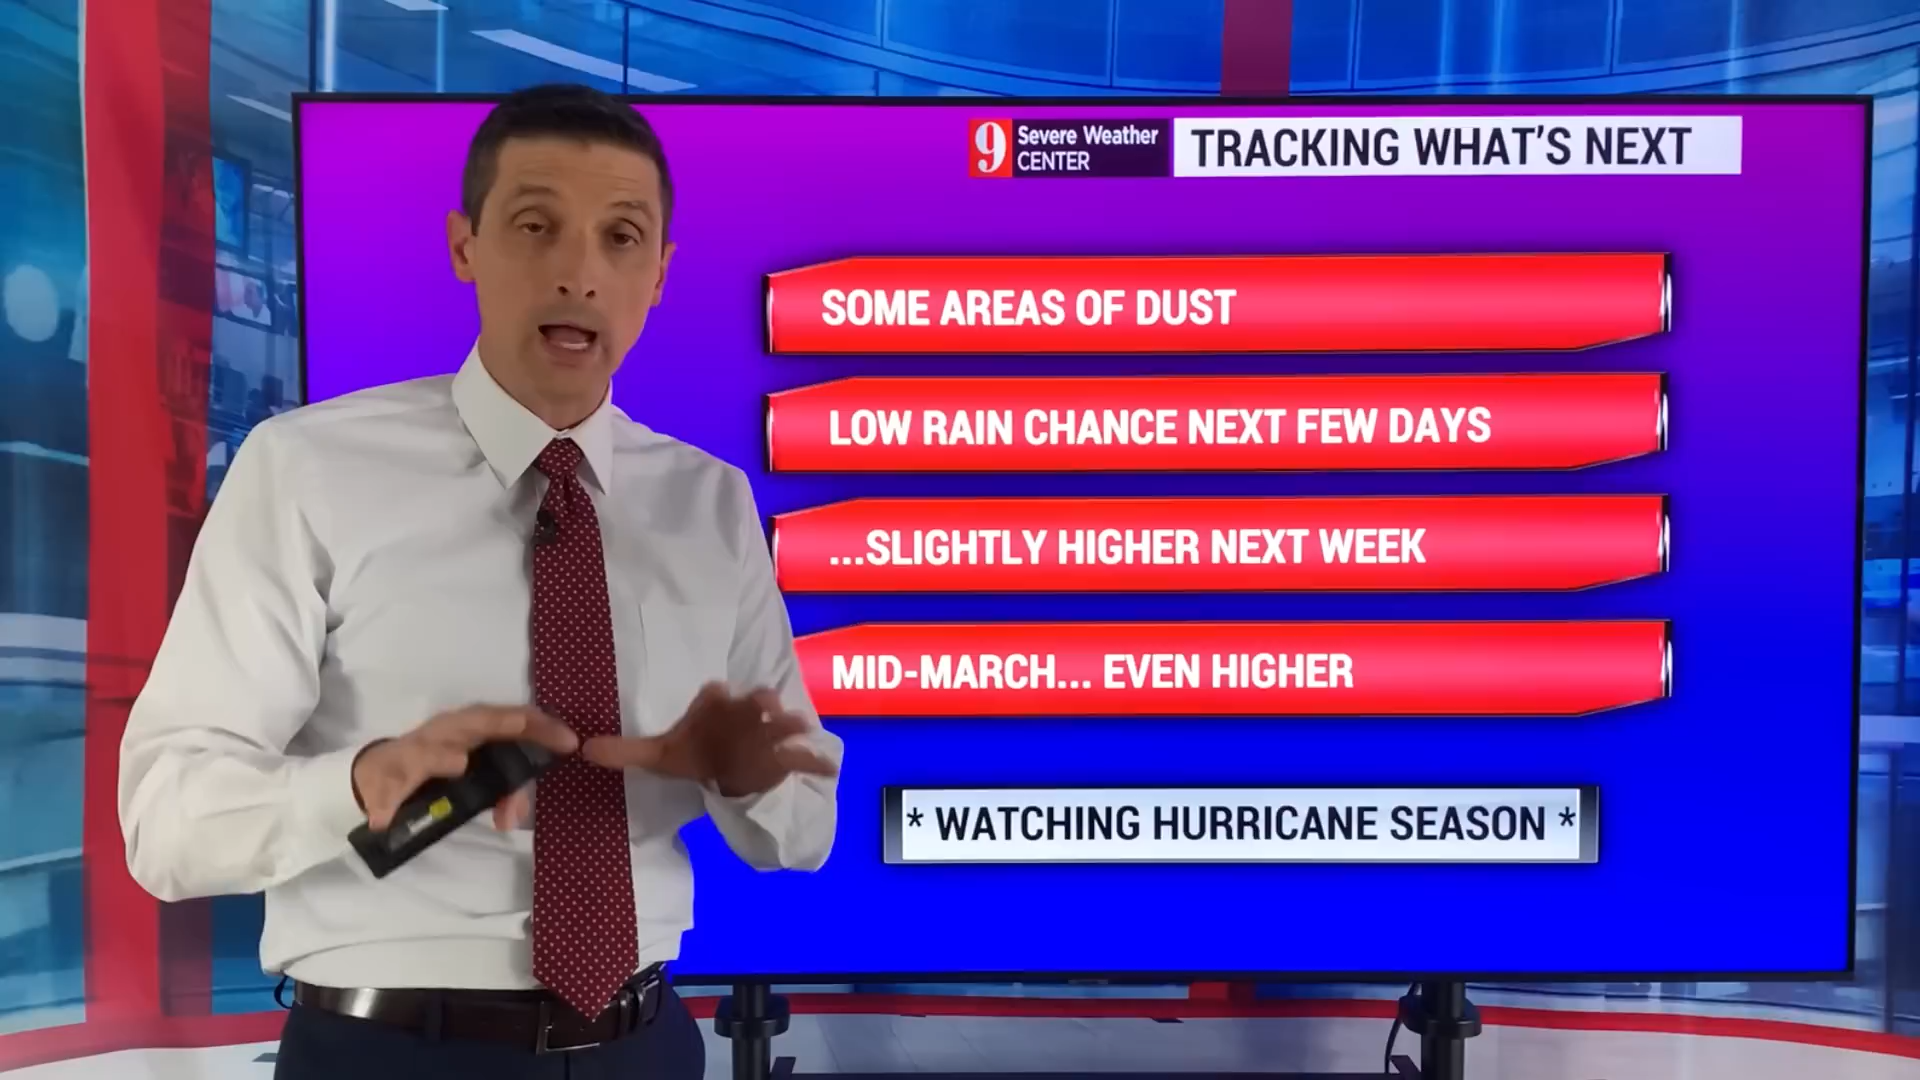 9 Severe Weather
CENTER
TRACKING WHAT'S NEXT
SOME AREAS OF DUST
LOW RAIN CHANCE NEXT FEW DAYS
...SLIGHTLY HIGHER NEXT WEEK
MID-MARCH... EVEN HIGHER
* WATCHING HURRICANE SEASON *